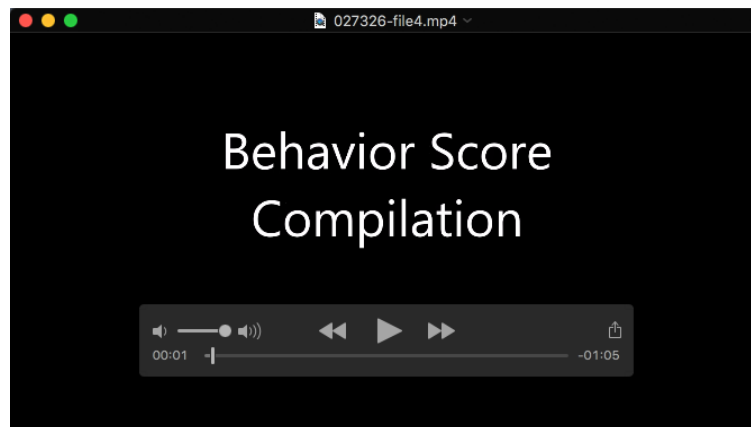 027326-file4.mp4
Behavior Score
Compilation
00:01
-01:05